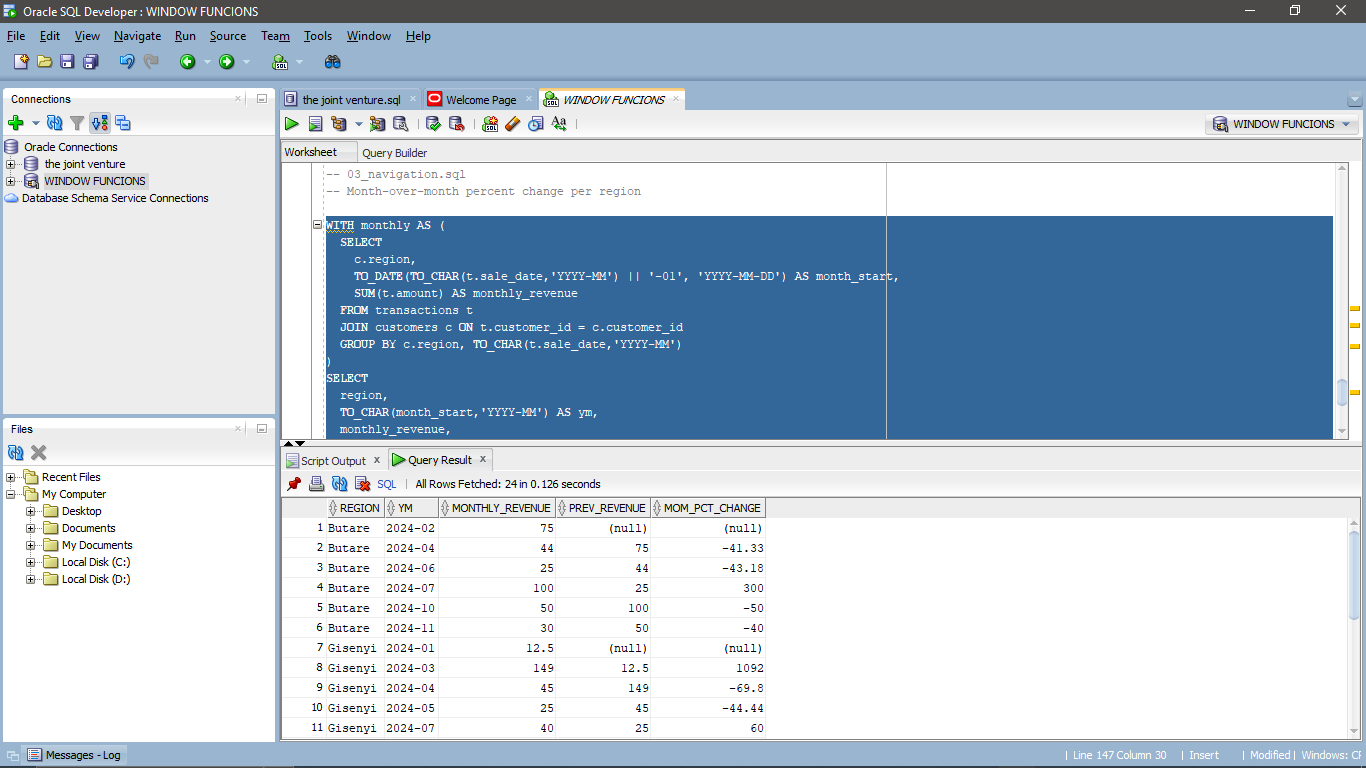 Oracle SQL Developer : WINDOW FUNCIONS
File Edit View Navigate Run Source Team Tools Window Help
Connections
Oracle Connections
the joint venture
WINDOW FUNCIONS
Database Schema Service Connections
Files
Recent Files
My Computer
Desktop
Documents
My Documents
Local Disk (C:)
Local Disk (D:)
the joint venture.sql Welcome Page WINDOW FUNCIONS
WINDOW FUNCIONS
Worksheet Query Builder
-- 03_navigation.sql
-- Month-over-month percent change per region
WITH monthly AS (
SELECT
c.region,
TO_DATE(TO_CHAR(t.sale_date,'YYYY-MM') || '-01', 'YYYY-MM-DD') AS month_start,
SUM(t.amount) AS monthly_revenue
FROM transactions t
JOIN customers c ON t.customer_id = c.customer_id
GROUP BY c.region, TO_CHAR(t.sale_date,'YYYY-MM')
)
SELECT
region,
TO_CHAR(month_start,'YYYY-MM') AS ym,
monthly_revenue,
Script Output Query Result
SQL All Rows Fetched: 24 in 0.126 seconds
REGION YM MONTHLY_REVENUE PREV_REVENUE MOM_PCT_CHANGE
1 Butare 2024-02 75 (null) (null)
2 Butare 2024-04 44 75 -41.33
3 Butare 2024-06 25 44 -43.18
4 Butare 2024-07 100 25 300
5 Butare 2024-10 50 100 -50
6 Butare 2024-11 30 50 -40
7 Gisenyi 2024-01 12.5 (null) (null)
8 Gisenyi 2024-03 149 12.5 1092
9 Gisenyi 2024-04 45 149 -69.8
10 Gisenyi 2024-05 25 45 -44.44
11 Gisenyi 2024-07 40 25 60
Messages - Log
Line 147 Column 30 Insert Modified Windows: CF